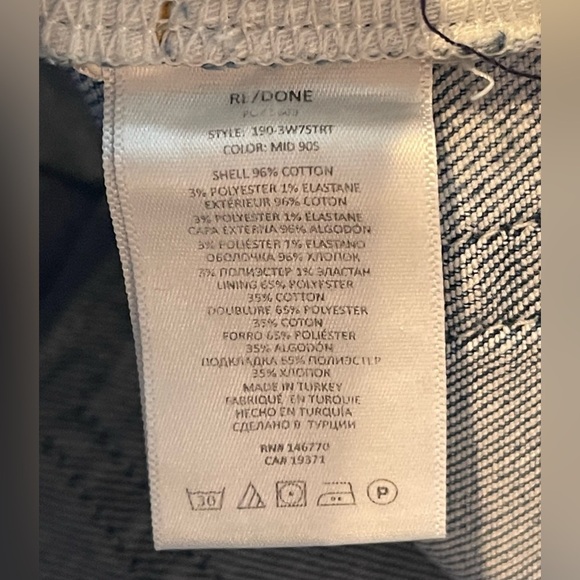 RE/DONE
STYLE: 190-3W7STRT
COLOR: MID 90S
SHELL 96% COTTON
3% POLYESTER 1% ELASTANE
EXTÉRIEUR 96% COTON
3% POLYESTER 1% ÉLASTANE
CAPA EXTERNA 96% ALGODÓN
3% POLIÉSTER 1% ELASTANO
ОБОЛОЧКА 96% ХЛОПОК
3% ПОЛИЭСТЕР 1% ЭЛАСТАН
LINING 65% POLYESTER
35% COTTON
DOUBLURE 65% POLYESTER
35% COTON
FORRO 65% POLIÉSTER
35% ALGODÓN
ПОДКЛАДКА 65% ПОЛИЭСТЕР
35% ХЛОПОК
MADE IN TURKEY
FABRIQUÉ EN TURQUIE
HECHO EN TURQUÍA
СДЕЛАНО В ТУРЦИИ
RN# 146770
CA# 19371
30 P